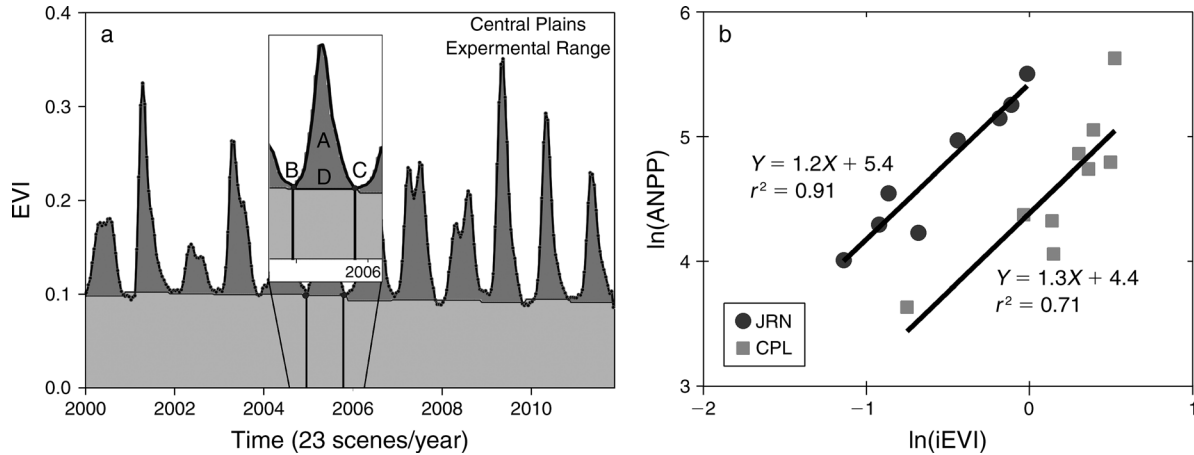 a
Central Plains
Expermental Range
EVI
0.4
0.3
0.2
0.1
0.0
A
B
C
D
2006
2000
2002
2004
2006
2008
2010
Time (23 scenes/year)
b
ln(ANPP)
6
5
4
3
Y = 1.2X + 5.4
r² = 0.91
Y = 1.3X + 4.4
r² = 0.71
JRN
CPL
−2
−1
0
1
ln(iEVI)